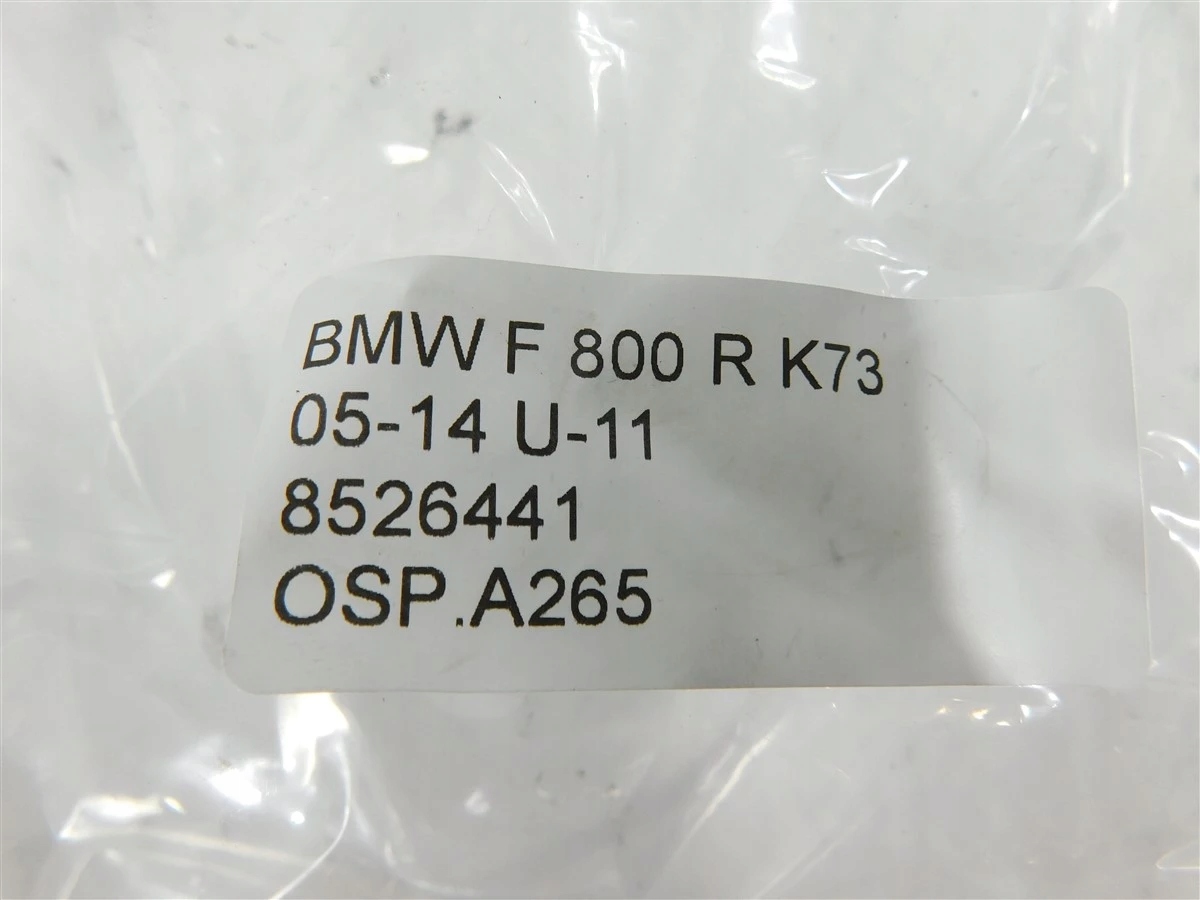 BMW F 800 R K73
05-14 U-11
8526441
OSP.A265